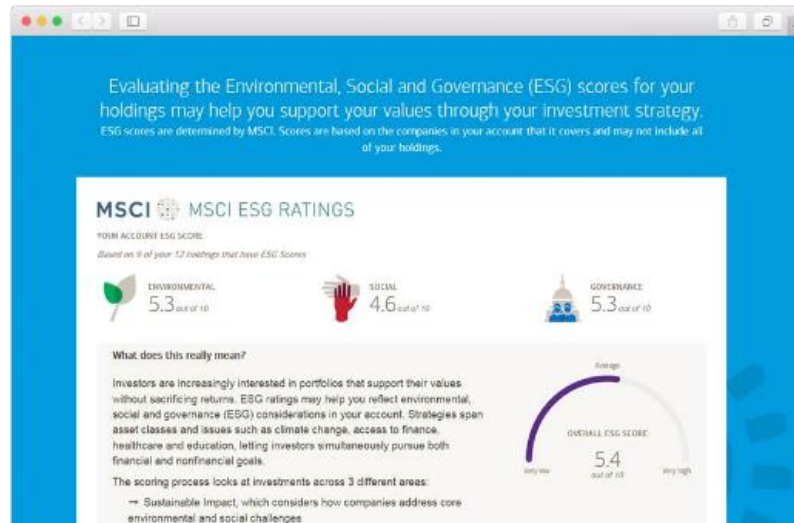 Evaluating the Environmental, Social and Governance (ESG) scores for your
holdings may help you support your values through your investment strategy.
ESG scores are determined by MSCI. Scores are based on the companies in your account that it covers and may not include all
of your holdings.
MSCI MSCI ESG RATINGS
YOUR ACCOUNT ESG SCORE
Based on 9 of your 12 holdings that have ESG Scores
ENVIRONMENTAL
5.3 out of 10
SOCIAL
4.6 out of 10
GOVERNANCE
5.3 out of 10
What does this really mean?
Investors are increasingly interested in portfolios that support their values
without sacrificing returns. ESG ratings may help you reflect environmental,
social and governance (ESG) considerations in your account. Strategies span
asset classes and issues such as climate change, access to finance,
healthcare and education, letting investors simultaneously pursue both
financial and nonfinancial goals.
The scoring process looks at investments across 3 different areas:
→ Sustainable Impact, which considers how companies address core
environmental and social challenges
Average
OVERALL ESG SCORE
5.4
out of 10
Very low
Very high